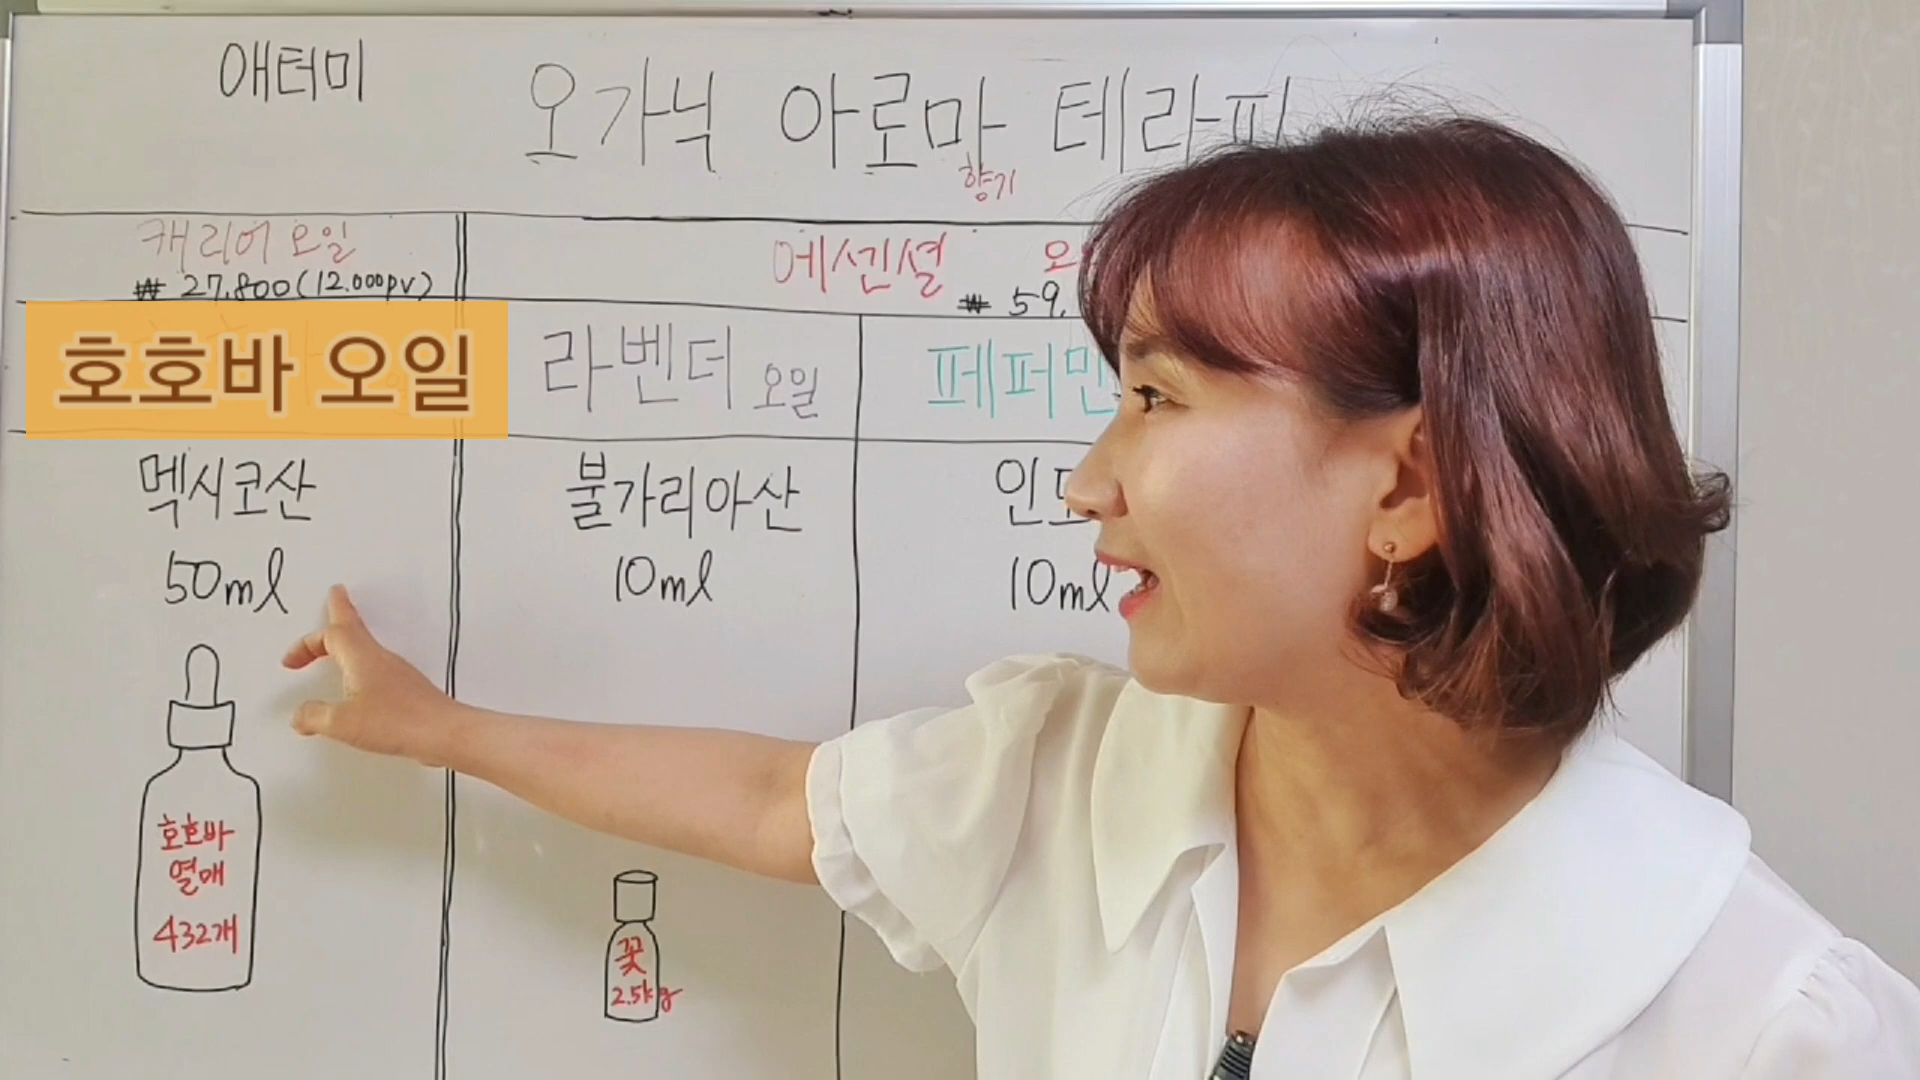 애터미
오가닉 아로마 테라피
향기
캐리어 오일
₩ 27,800(12.000pv)
에센셜
₩ 59,
호호바 오일
라벤더 오일
페퍼민
멕시코산
50ml
불가리아산
10ml
인도
10ml
호호바
열매
432개
꽃
2.5kg